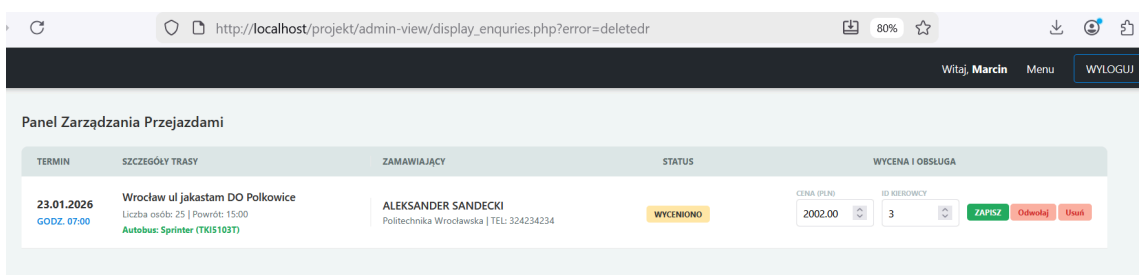 http://localhost/projekt/admin-view/display_enquries.php?error=deletedr
80%
Witaj, Marcin
Menu
WYLOGUJ
Panel Zarządzania Przejazdami
TERMIN
SZCZEGÓŁY TRASY
ZAMAWIAJĄCY
STATUS
WYCENA I OBSŁUGA
23.01.2026
GODZ. 07:00
Wrocław ul jakastam DO Polkowice
Liczba osób: 25 | Powrót: 15:00
Autobus: Sprinter (TKI5103T)
ALEKSANDER SANDECKI
Politechnika Wrocławska | TEL: 324234234
WYCENIONO
CENA (PLN)
2002.00
ID KIEROWCY
3
ZAPISZ
Odwołaj
Usuń